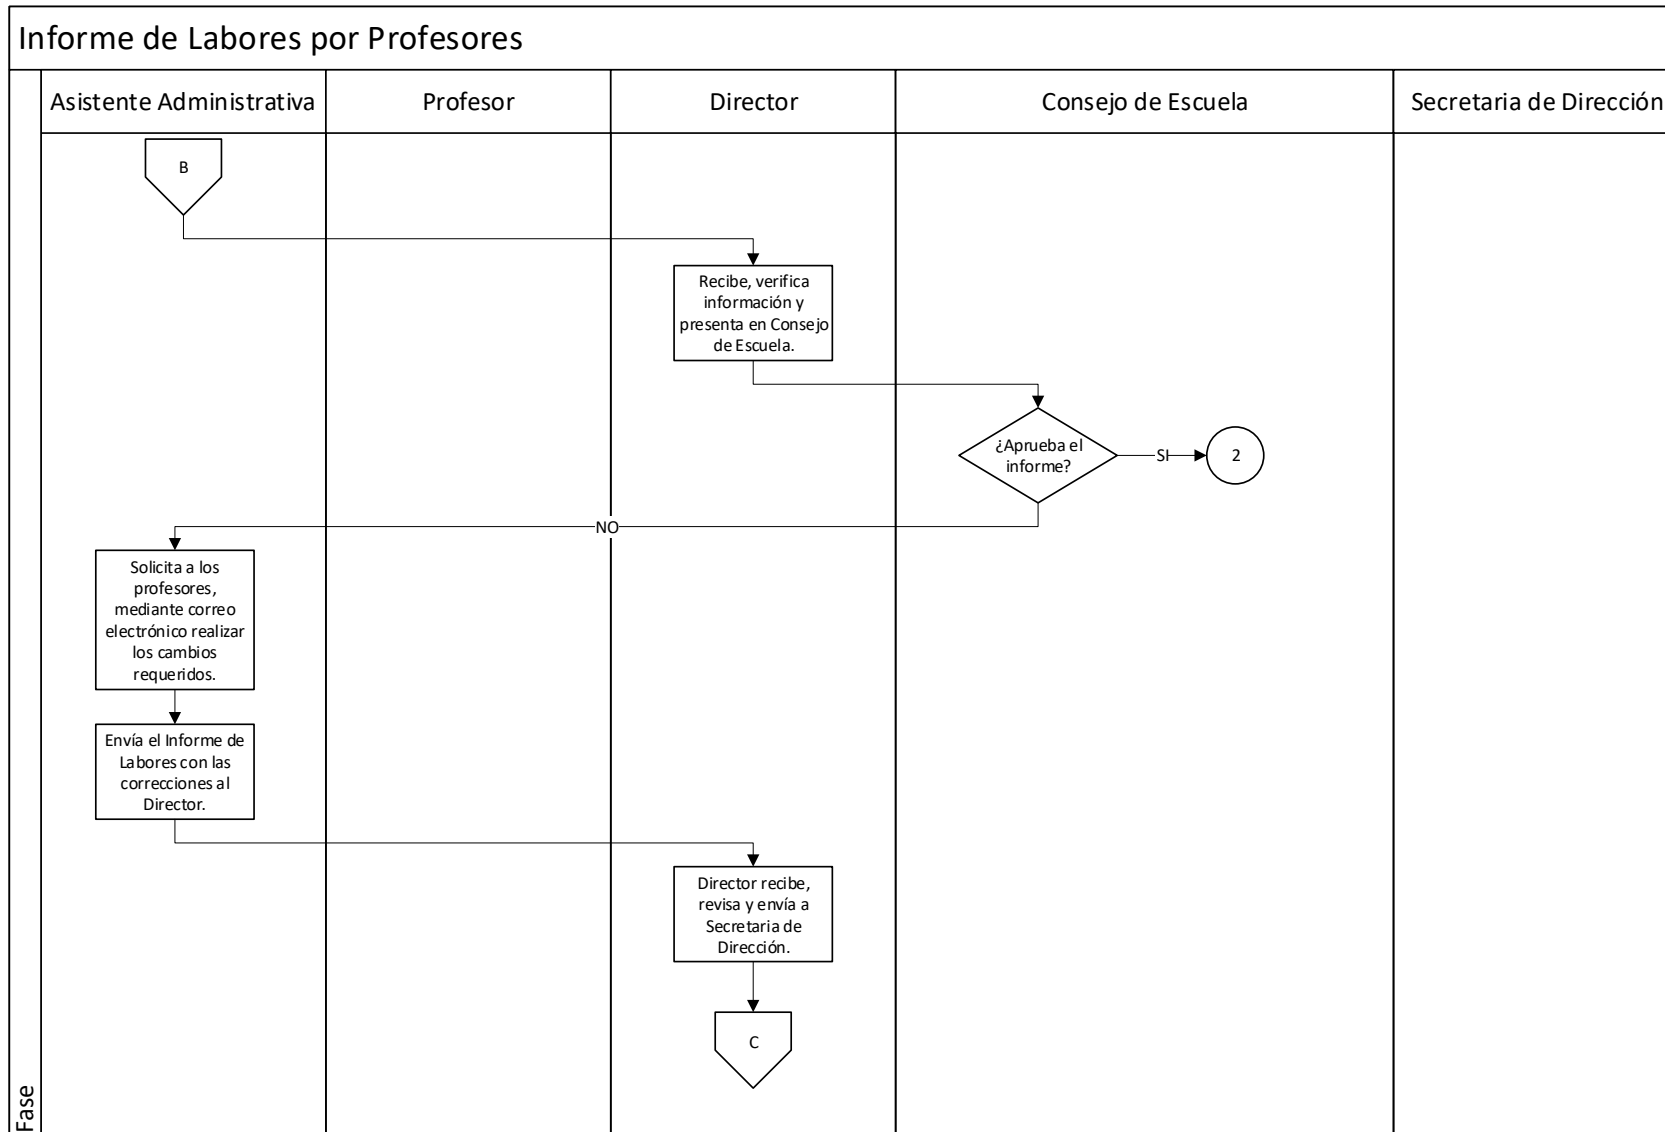 Informe de Labores por Profesores
Asistente Administrativa
Profesor
Director
Consejo de Escuela
Secretaria de Dirección
B
Recibe, verifica
información y
presenta en Consejo
de Escuela.
¿Aprueba el
informe?
SI
2
NO
Solicita a los
profesores,
mediante correo
electrónico realizar
los cambios
requeridos.
Envía el Informe de
Labores con las
correcciones al
Director.
Director recibe,
revisa y envía a
Secretaria de
Dirección.
C
Fase